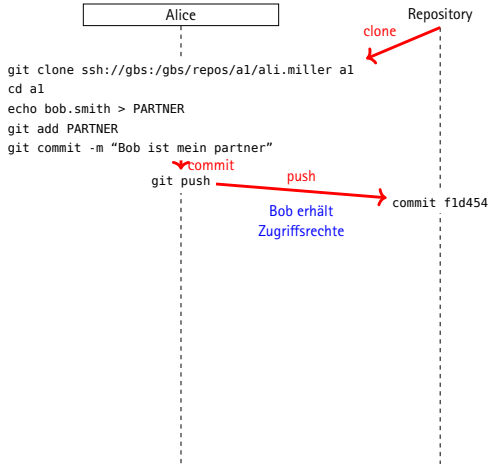 Alice
Repository
clone
git clone ssh://gbs:/gbs/repos/a1/ali.miller a1
cd a1
echo bob.smith > PARTNER
git add PARTNER
git commit -m “Bob ist mein partner”
commit
git push
push
commit f1d454
Bob erhält
Zugriffsrechte